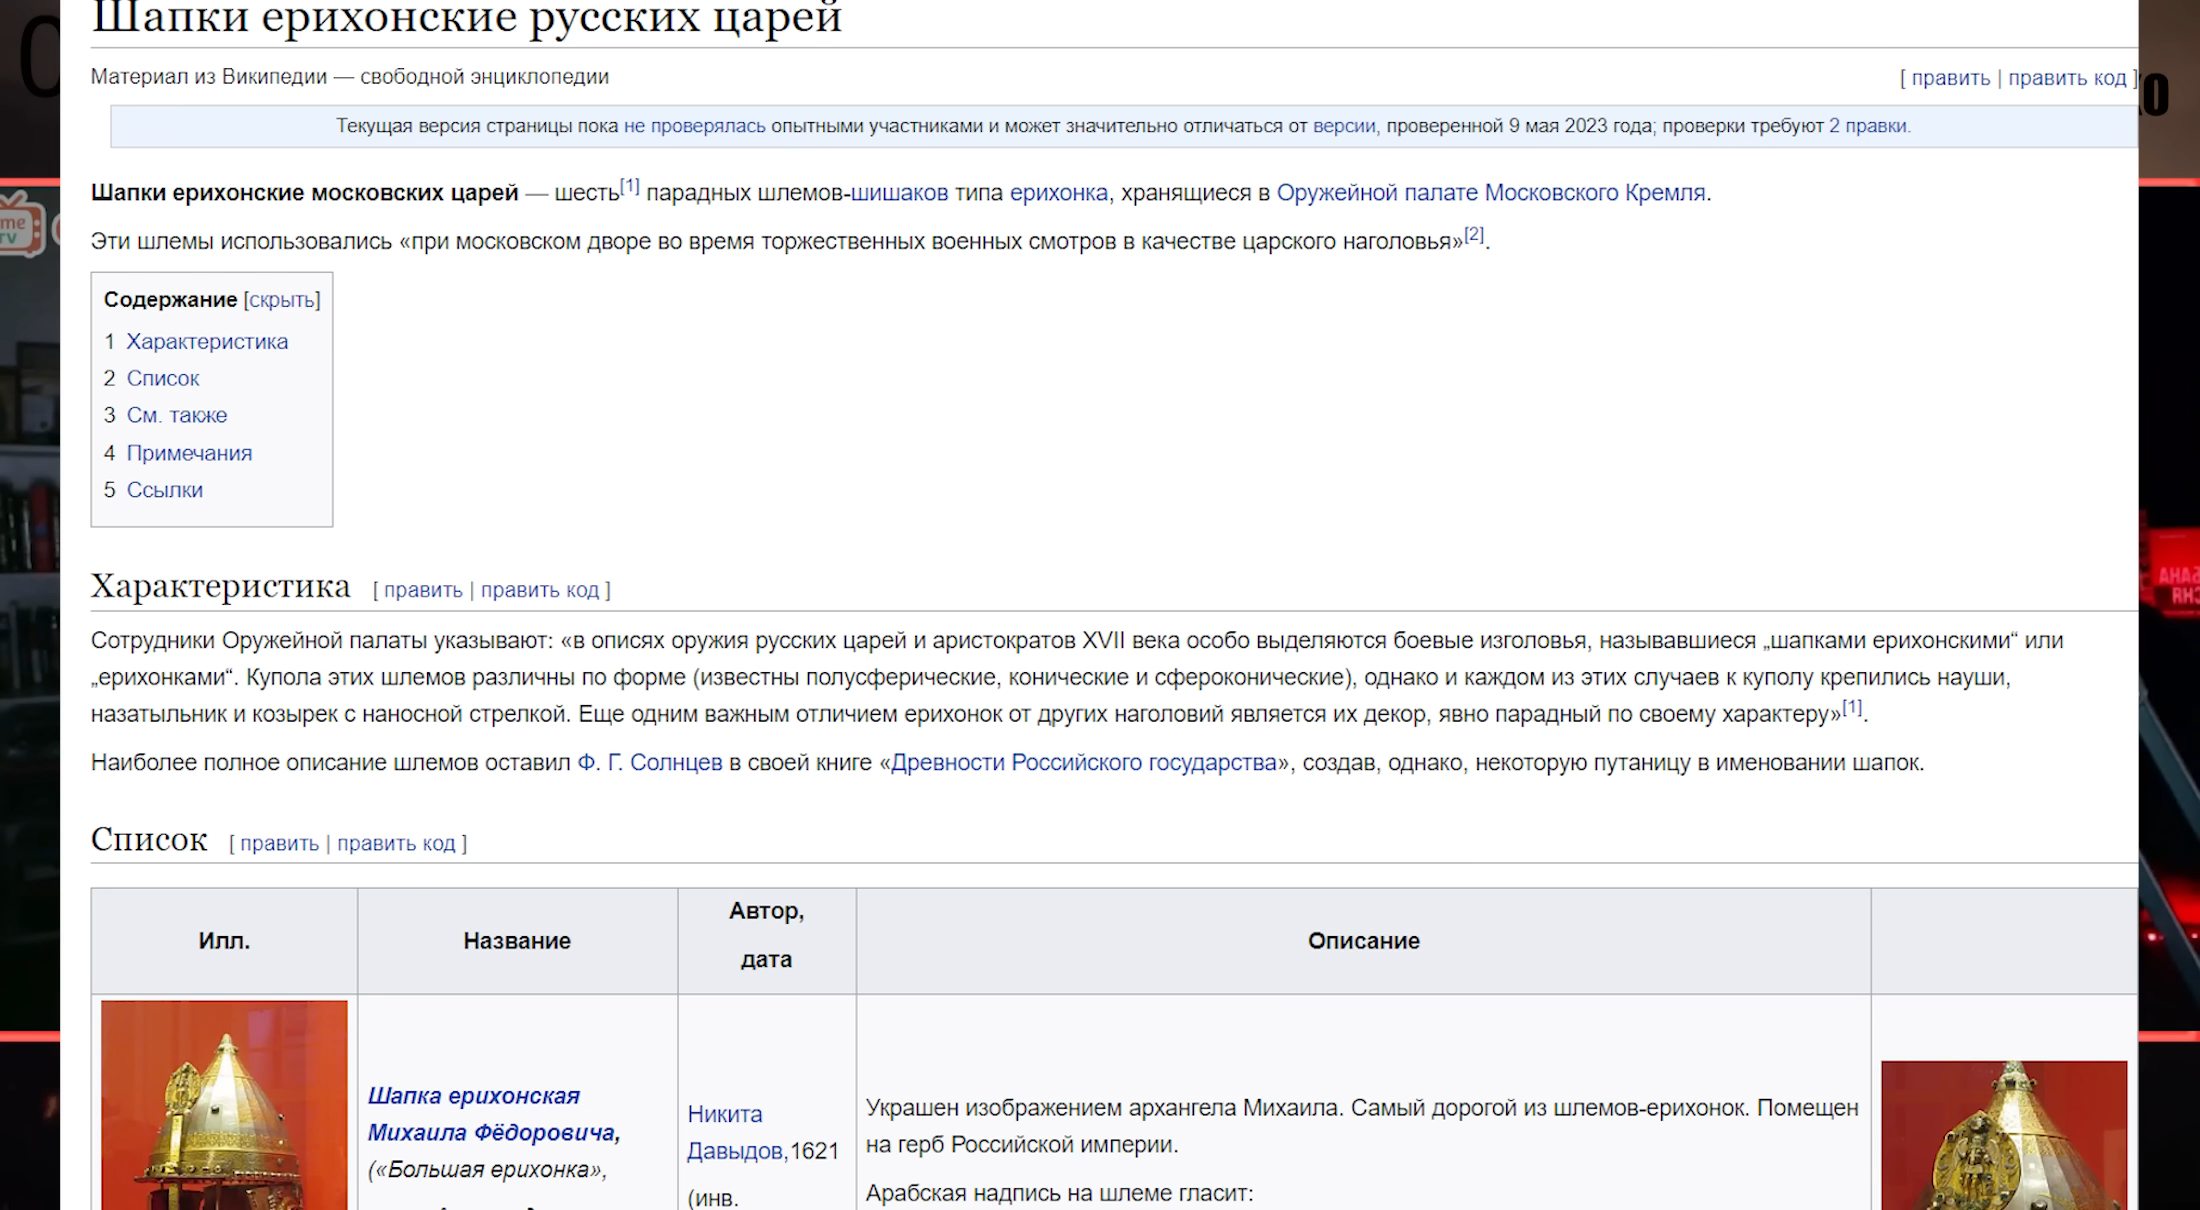 Шапки ерихонские русских царей
Материал из Википедии — свободной энциклопедии
[ править | править код ]
Текущая версия страницы пока не проверялась опытными участниками и может значительно отличаться от версии, проверенной 9 мая 2023 года; проверки требуют 2 правки.
Шапки ерихонские московских царей — шесть[1] парадных шлемов-шишаков типа ерихонка, хранящиеся в Оружейной палате Московского Кремля.
Эти шлемы использовались «при московском дворе во время торжественных военных смотров в качестве царского наголовья»[2].
Содержание [скрыть]
1 Характеристика
2 Список
3 См. также
4 Примечания
5 Ссылки
Характеристика [ править | править код ]
Сотрудники Оружейной палаты указывают: «в описях оружия русских царей и аристократов XVII века особо выделяются боевые изголовья, называвшиеся „шапками ерихонскими“ или
„ерихонками“. Купола этих шлемов различны по форме (известны полусферические, конические и сфероконические), однако и каждом из этих случаев к куполу крепились науши,
назатыльник и козырек с наносной стрелкой. Еще одним важным отличием ерихонок от других наголовий является их декор, явно парадный по своему характеру»[1].
Наиболее полное описание шлемов оставил Ф. Г. Солнцев в своей книге «Древности Российского государства», создав, однако, некоторую путаницу в именовании шапок.
Список [ править | править код ]
Илл.
Название
Автор,
дата
Описание
Шапка ерихонская
Михаила Фёдоровича,
(«Большая ерихонка»,
Никита
Давыдов,1621
(инв.
Украшен изображением архангела Михаила. Самый дорогой из шлемов-ерихонок. Помещен
на герб Российской империи.
Арабская надпись на шлеме гласит: